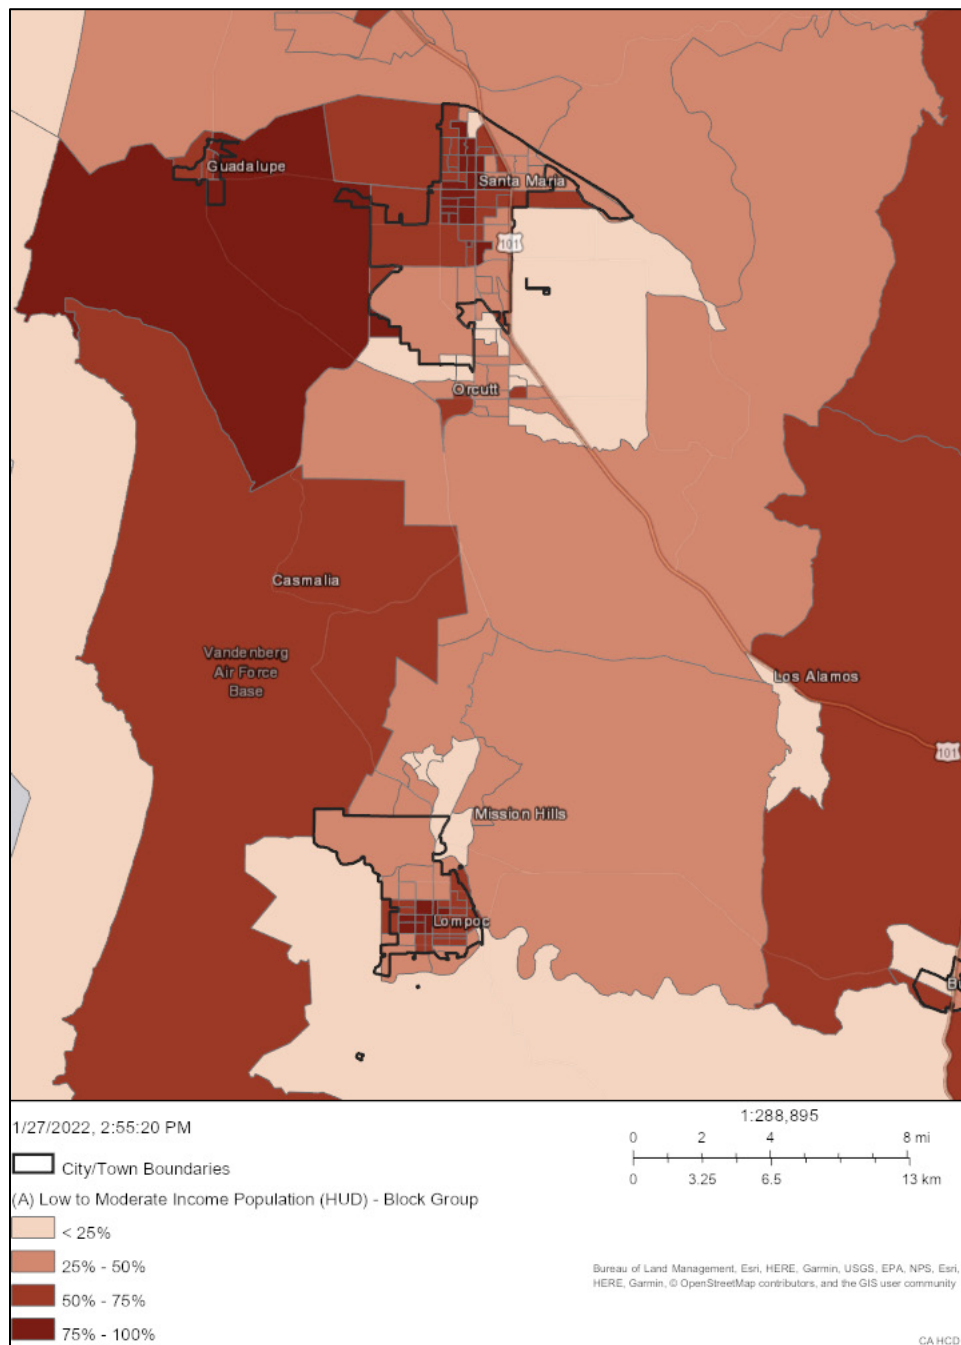 Guadalupe
Santa Maria
101
Orcutt
Casmalia
Vandenberg
Air Force
Base
Los Alamos
101
Mission Hills
Lompoc
Bu
1/27/2022, 2:55:20 PM
1:288,895
0 2 4 8 mi
0 3.25 6.5 13 km
City/Town Boundaries
(A) Low to Moderate Income Population (HUD) - Block Group
< 25%
25% - 50%
50% - 75%
75% - 100%
Bureau of Land Management, Esri, HERE, Garmin, USGS, EPA, NPS, Esri,
HERE, Garmin, © OpenStreetMap contributors, and the GIS user community
CA HCD